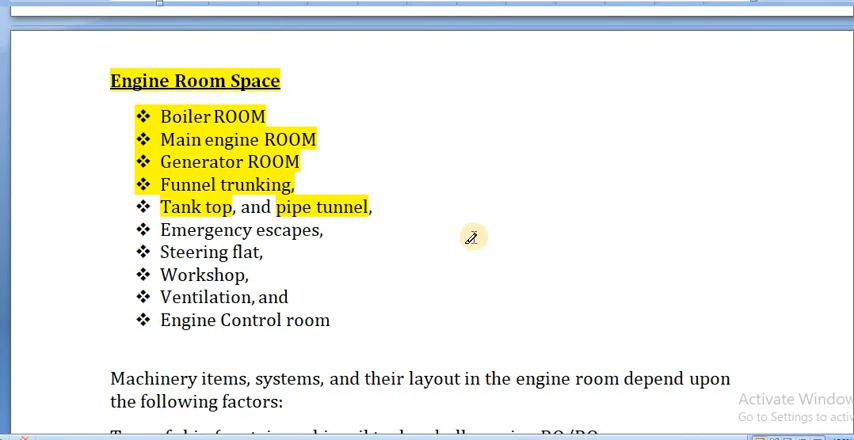 Engine Room Space
❖ Boiler ROOM
❖ Main engine ROOM
❖ Generator ROOM
❖ Funnel trunking,
❖ Tank top, and pipe tunnel,
❖ Emergency escapes,
❖ Steering flat,
❖ Workshop,
❖ Ventilation, and
❖ Engine Control room
Machinery items, systems, and their layout in the engine room depend upon
the following factors:
Activate Window
Go to Settings to activ